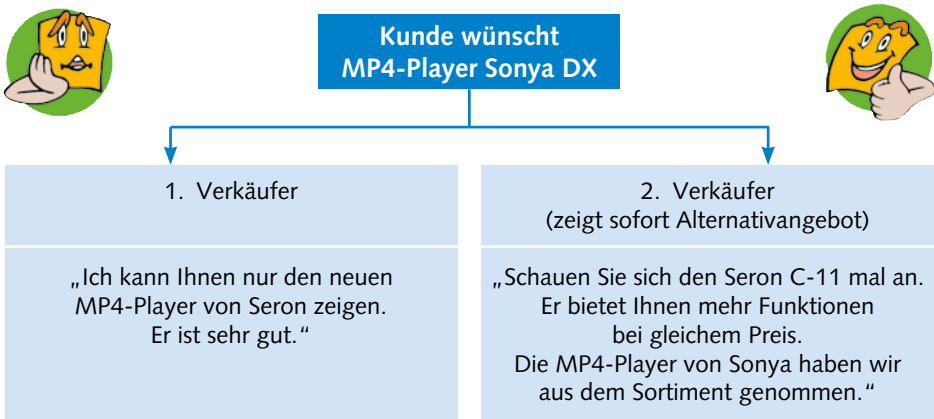 Kunde wünscht
MP4-Player Sonya DX
1. Verkäufer
2. Verkäufer
(zeigt sofort Alternativangebot)
„Ich kann Ihnen nur den neuen
MP4-Player von Seron zeigen.
Er ist sehr gut.“
„Schauen Sie sich den Seron C-11 mal an.
Er bietet Ihnen mehr Funktionen
bei gleichem Preis.
Die MP4-Player von Sonya haben wir
aus dem Sortiment genommen.“